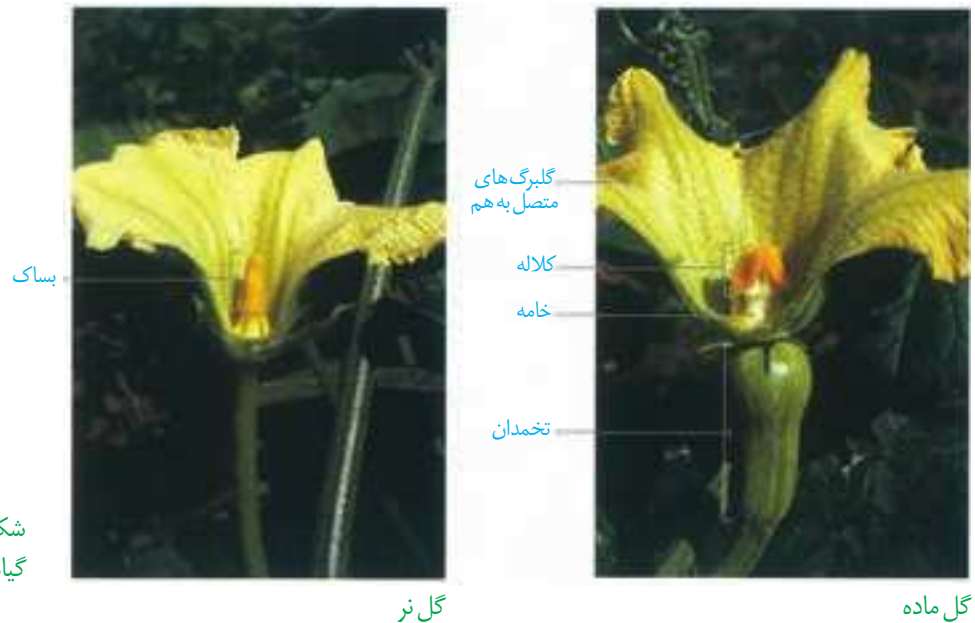 گلبرگ‌های
متصل به هم
کلاله
خامه
تخمدان
بساک
گل ماده
گل نر